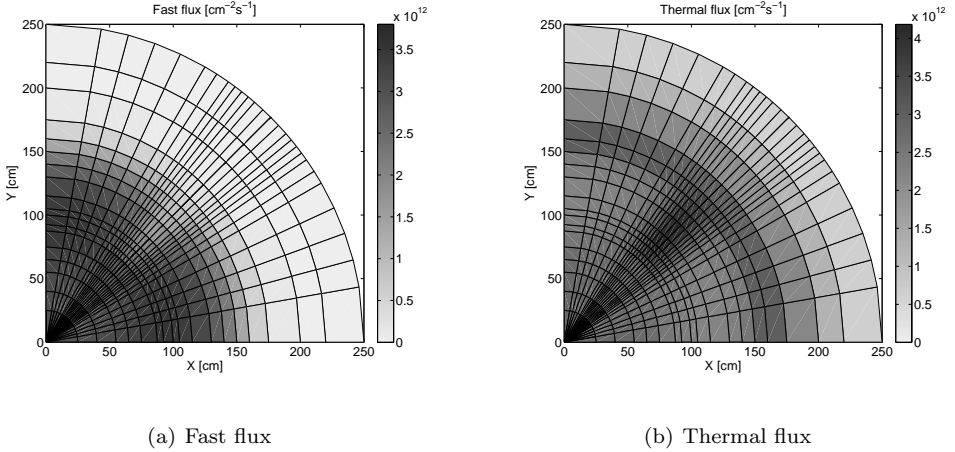 Fast flux [cm⁻²s⁻¹]
x 10¹²
250
200
150
100
50
0
Y [cm]
0 50 100 150 200 250
X [cm]
3.5
3
2.5
2
1.5
1
0.5
0
(a) Fast flux
Thermal flux [cm⁻²s⁻¹]
x 10¹²
250
200
150
100
50
0
Y [cm]
0 50 100 150 200 250
X [cm]
4
3.5
3
2.5
2
1.5
1
0.5
0
(b) Thermal flux